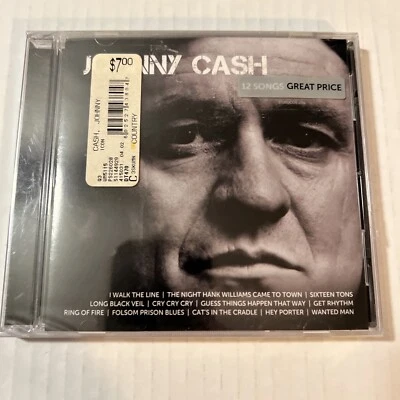 $7.00
J NNY CASH
12 SONGS GREAT PRICE
CASH, JOHNNY
ICON
COUNTRY
I WALK THE LINE | THE NIGHT HANK WILLIAMS CAME TO TOWN | SIXTEEN TONS
LONG BLACK VEIL | CRY CRY CRY | GUESS THINGS HAPPEN THAT WAY | GET RHYTHM
RING OF FIRE | FOLSOM PRISON BLUES | CAT'S IN THE CRADLE | HEY PORTER | WANTED MAN